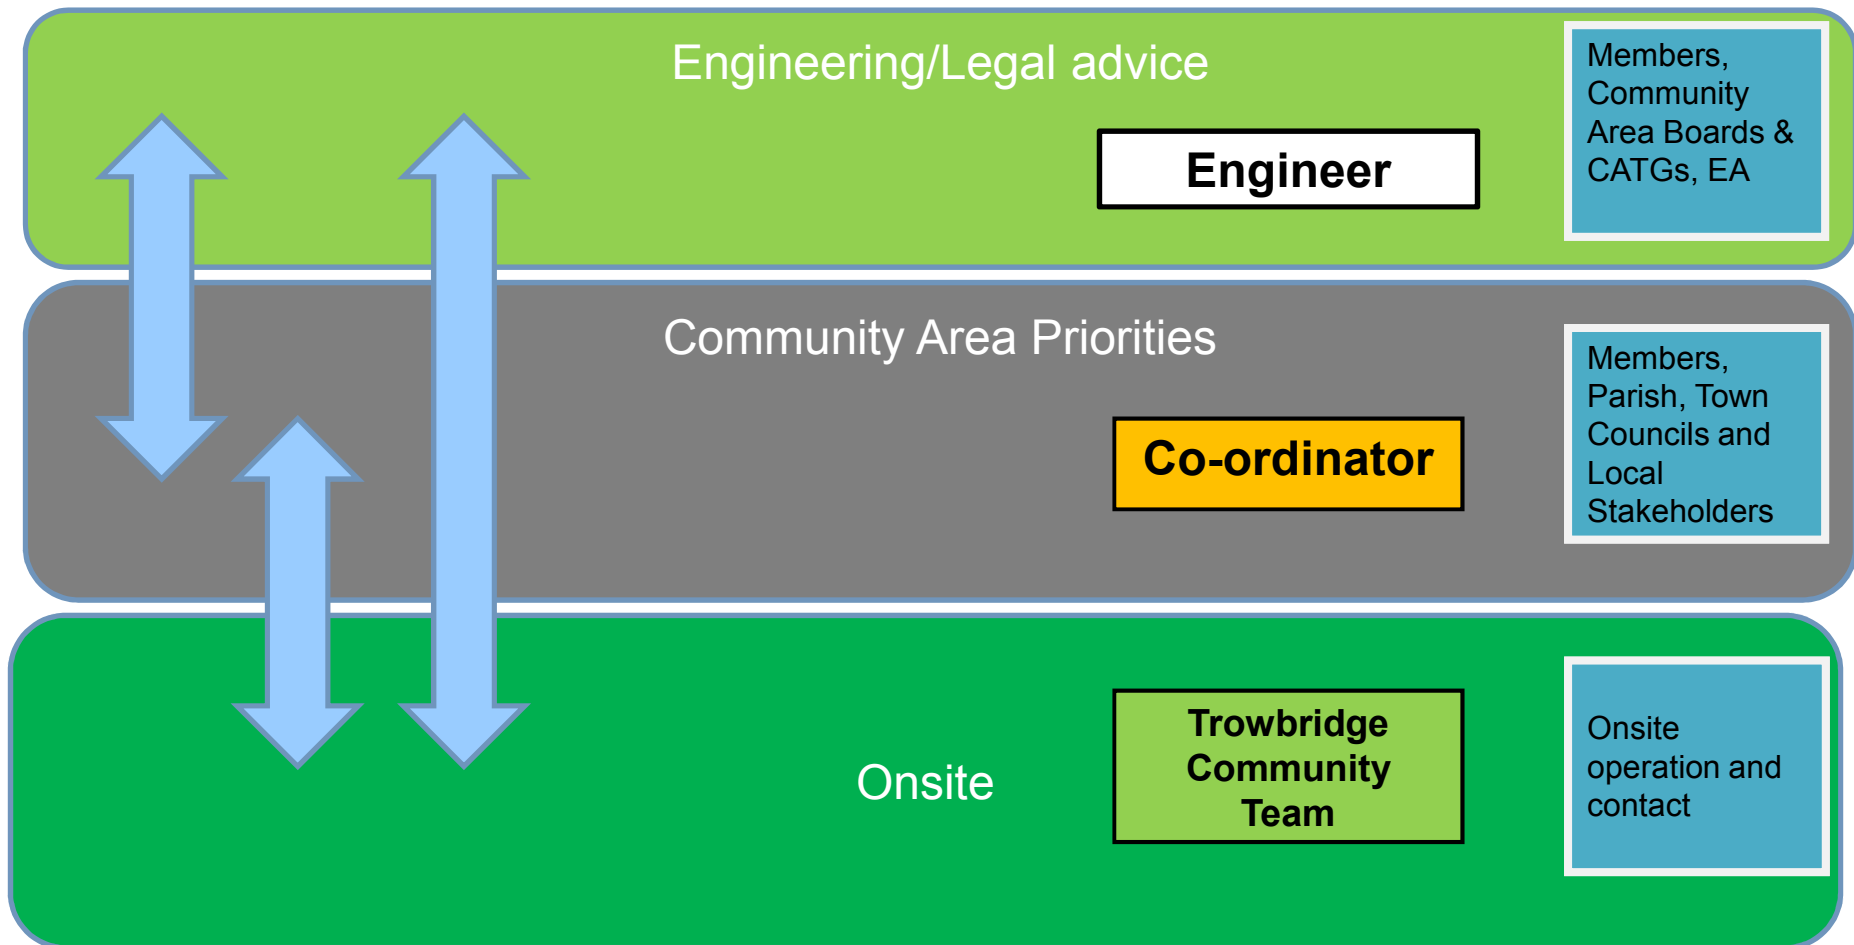 Engineering/Legal advice
Engineer
Members,
Community
Area Boards &
CATGs, EA
Community Area Priorities
Co-ordinator
Members,
Parish, Town
Councils and
Local
Stakeholders
Onsite
Trowbridge
Community
Team
Onsite
operation and
contact